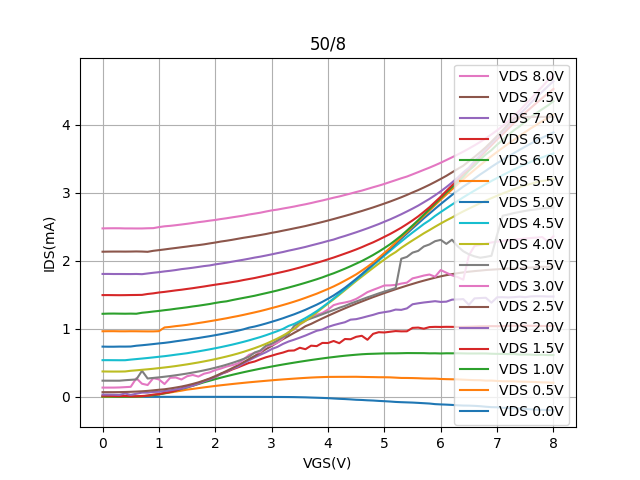 50/8
IDS(mA)
4
3
2
1
0
0 1 2 3 4 5 6 7 8
VGS(V)
VDS 8.0V
VDS 7.5V
VDS 7.0V
VDS 6.5V
VDS 6.0V
VDS 5.5V
VDS 5.0V
VDS 4.5V
VDS 4.0V
VDS 3.5V
VDS 3.0V
VDS 2.5V
VDS 2.0V
VDS 1.5V
VDS 1.0V
VDS 0.5V
VDS 0.0V